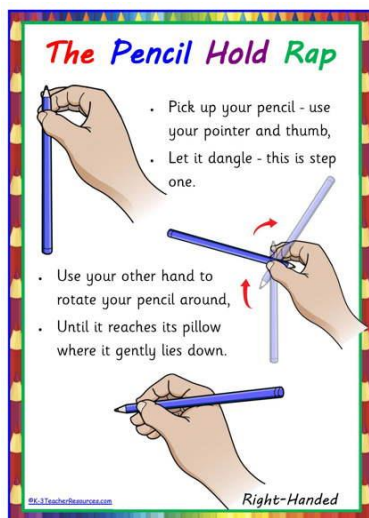 The Pencil Hold Rap
• Pick up your pencil - use
your pointer and thumb,
• Let it dangle - this is step
one.
• Use your other hand to
rotate your pencil around,
• Until it reaches its pillow
where it gently lies down.
©K-3TeacherResources.com
Right-Handed